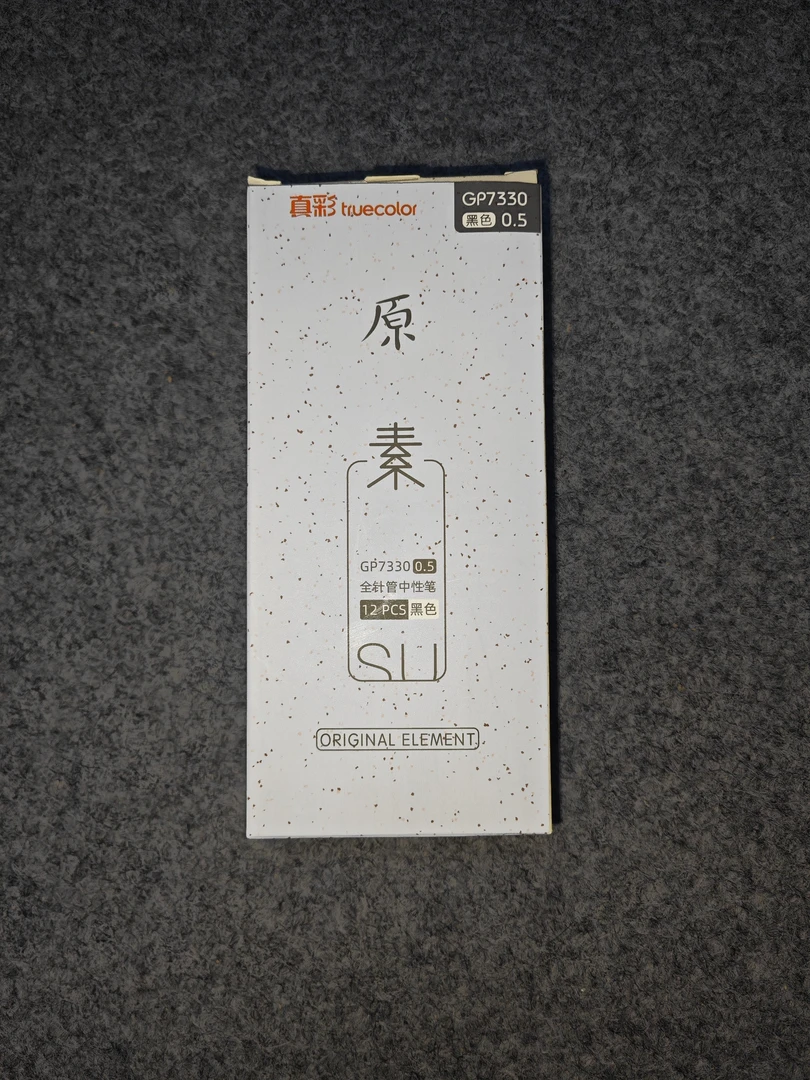 真彩 truecolor
GP7330
黑色 0.5
原
素
GP7330 0.5
全针管中性笔
12 PCS 黑色
SU
ORIGINAL ELEMENT